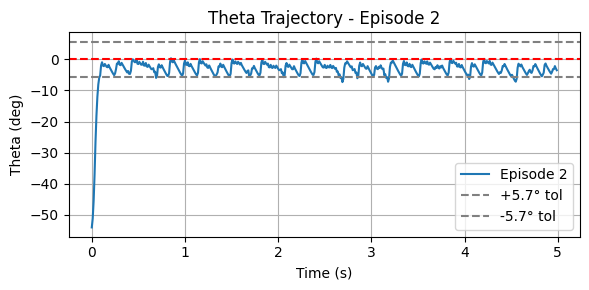 Theta Trajectory - Episode 2
Theta (deg)
0
−10
−20
−30
−40
−50
0
1
2
3
4
5
Time (s)
Episode 2
+5.7° tol
-5.7° tol